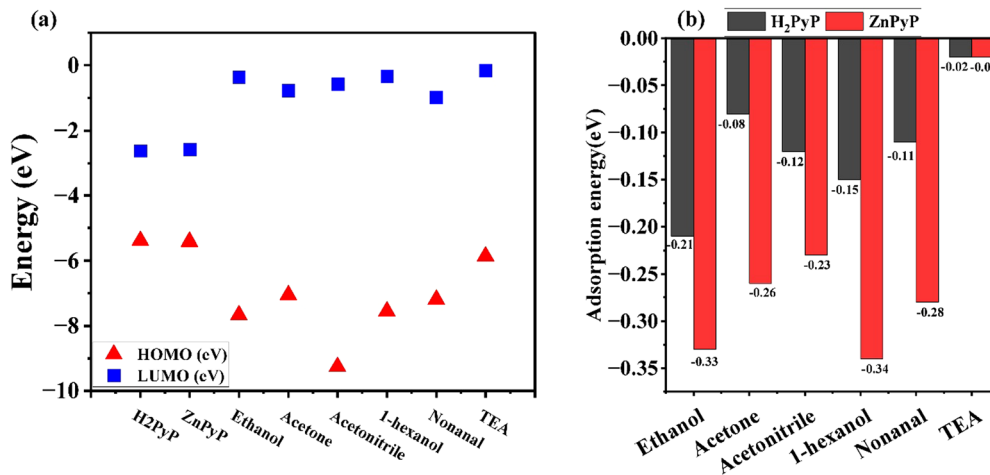 (a)
Energy (eV)
0
−2
−4
−6
−8
−10
HOMO (eV)
LUMO (eV)
H2PyP
ZnPyP
Ethanol
Acetone
Acetonitrile
1-hexanol
Nonanal
TEA
(b)
H₂PyP
ZnPyP
Adsorption energy(eV)
0.00
−0.05
−0.10
−0.15
−0.20
−0.25
−0.30
−0.35
-0.21
-0.33
-0.08
-0.26
-0.12
-0.23
-0.15
-0.34
-0.11
-0.28
-0.02
-0.0
Ethanol
Acetone
Acetonitrile
1-hexanol
Nonanal
TEA